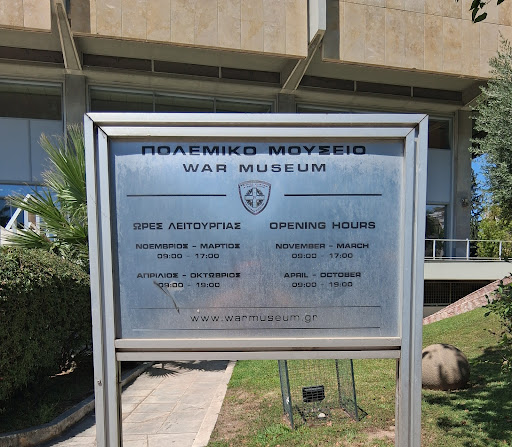 ΠΟΛΕΜΙΚΟ ΜΟΥΣΕΙΟ
WAR MUSEUM
ΩΡΕΣ ΛΕΙΤΟΥΡΓΙΑΣ
ΝΟΕΜΒΡΙΟΣ - ΜΑΡΤΙΟΣ
09:00 - 17:00
ΑΠΡΙΛΙΟΣ - ΟΚΤΩΒΡΙΟΣ
09:00 - 19:00
OPENING HOURS
NOVEMBER - MARCH
09:00 - 17:00
APRIL - OCTOBER
09:00 - 19:00
www.warmuseum.gr